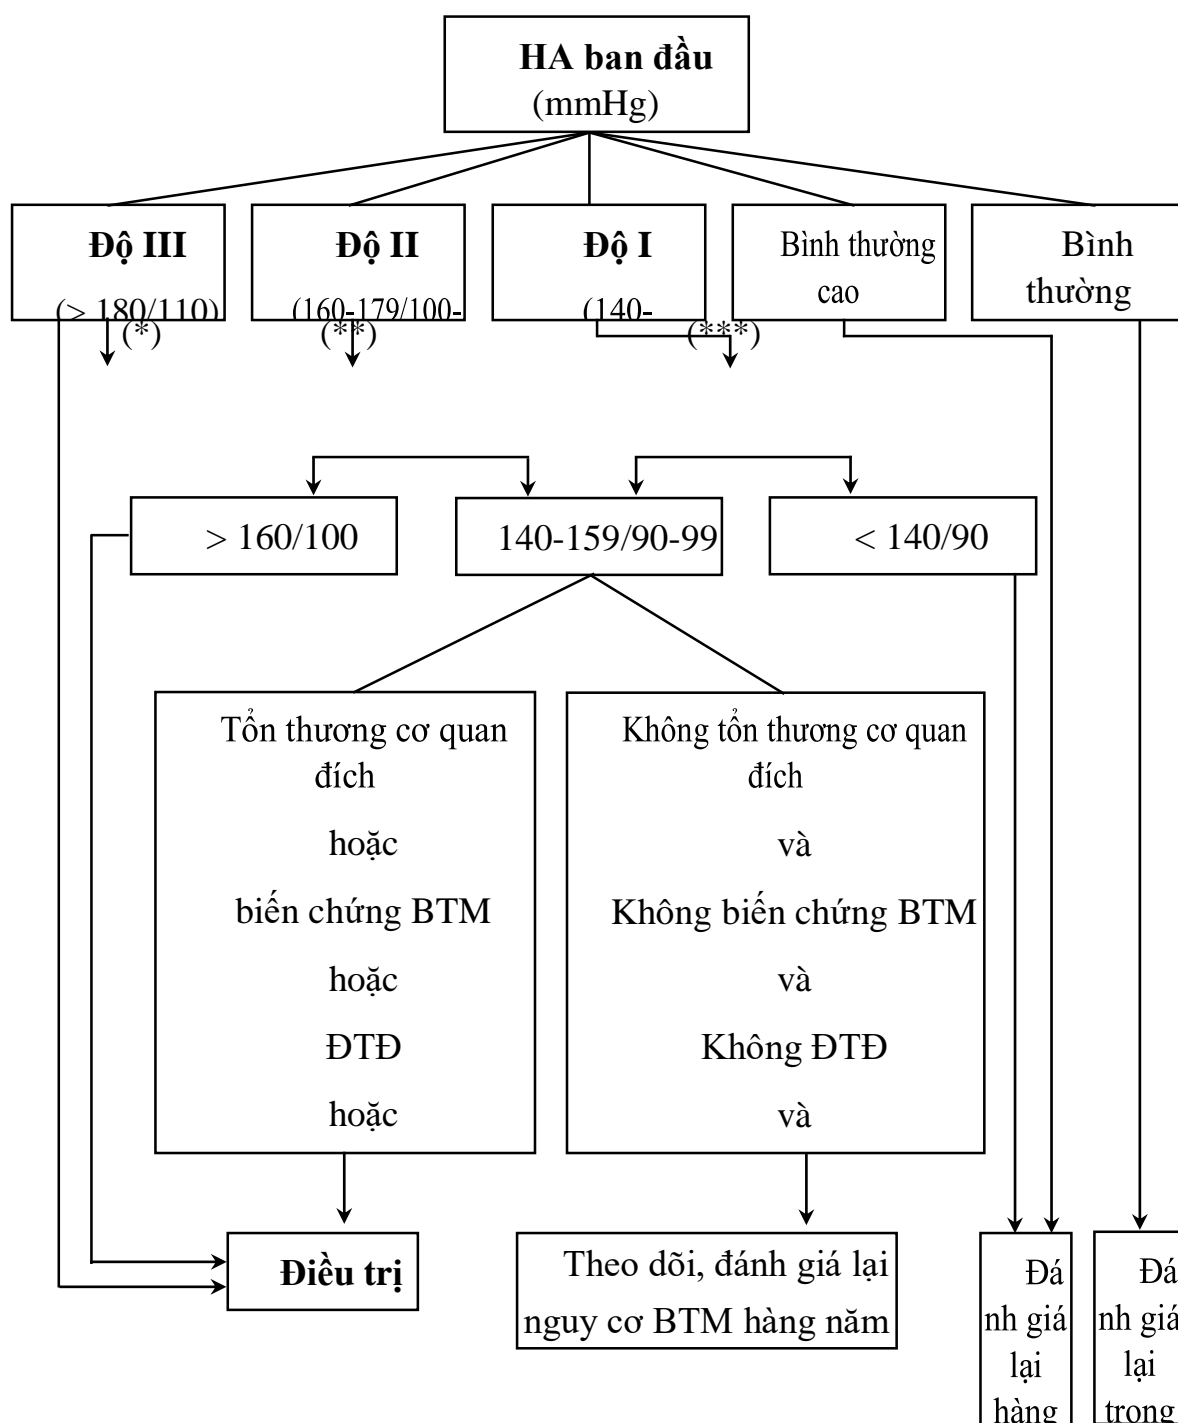 HA ban đầu
(mmHg)
Độ III
(> 180/110)
(*)
Độ II
(160-179/100-
(**)
Độ I
(140-
(***)
Bình thường
cao
Bình
thường
> 160/100
140-159/90-99
< 140/90
Tổn thương cơ quan
đích
hoặc
biến chứng BTM
hoặc
ĐTĐ
hoặc
Không tổn thương cơ quan
đích
và
Không biến chứng BTM
và
Không ĐTĐ
và
Điều trị
Theo dõi, đánh giá lại
nguy cơ BTM hàng năm
Đá
nh giá
lại
hàng
Đá
nh giá
lại
trong